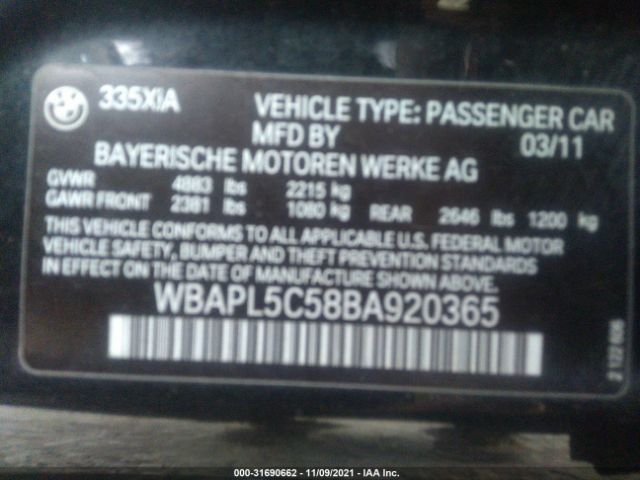 BMW
335XiA
VEHICLE TYPE: PASSENGER CAR
MFD BY 03/11
BAYERISCHE MOTOREN WERKE AG
GVWR 4883 lbs 2215 kg
GAWR FRONT 2381 lbs 1080 kg REAR 2646 lbs 1200 kg
THIS VEHICLE CONFORMS TO ALL APPLICABLE U.S. FEDERAL MOTOR
VEHICLE SAFETY, BUMPER AND THEFT PREVENTION STANDARDS
IN EFFECT ON THE DATE OF MANUFACTURE SHOWN ABOVE.
WBAPL5C58BA920365
000-31690662 - 11/09/2021 - IAA Inc.